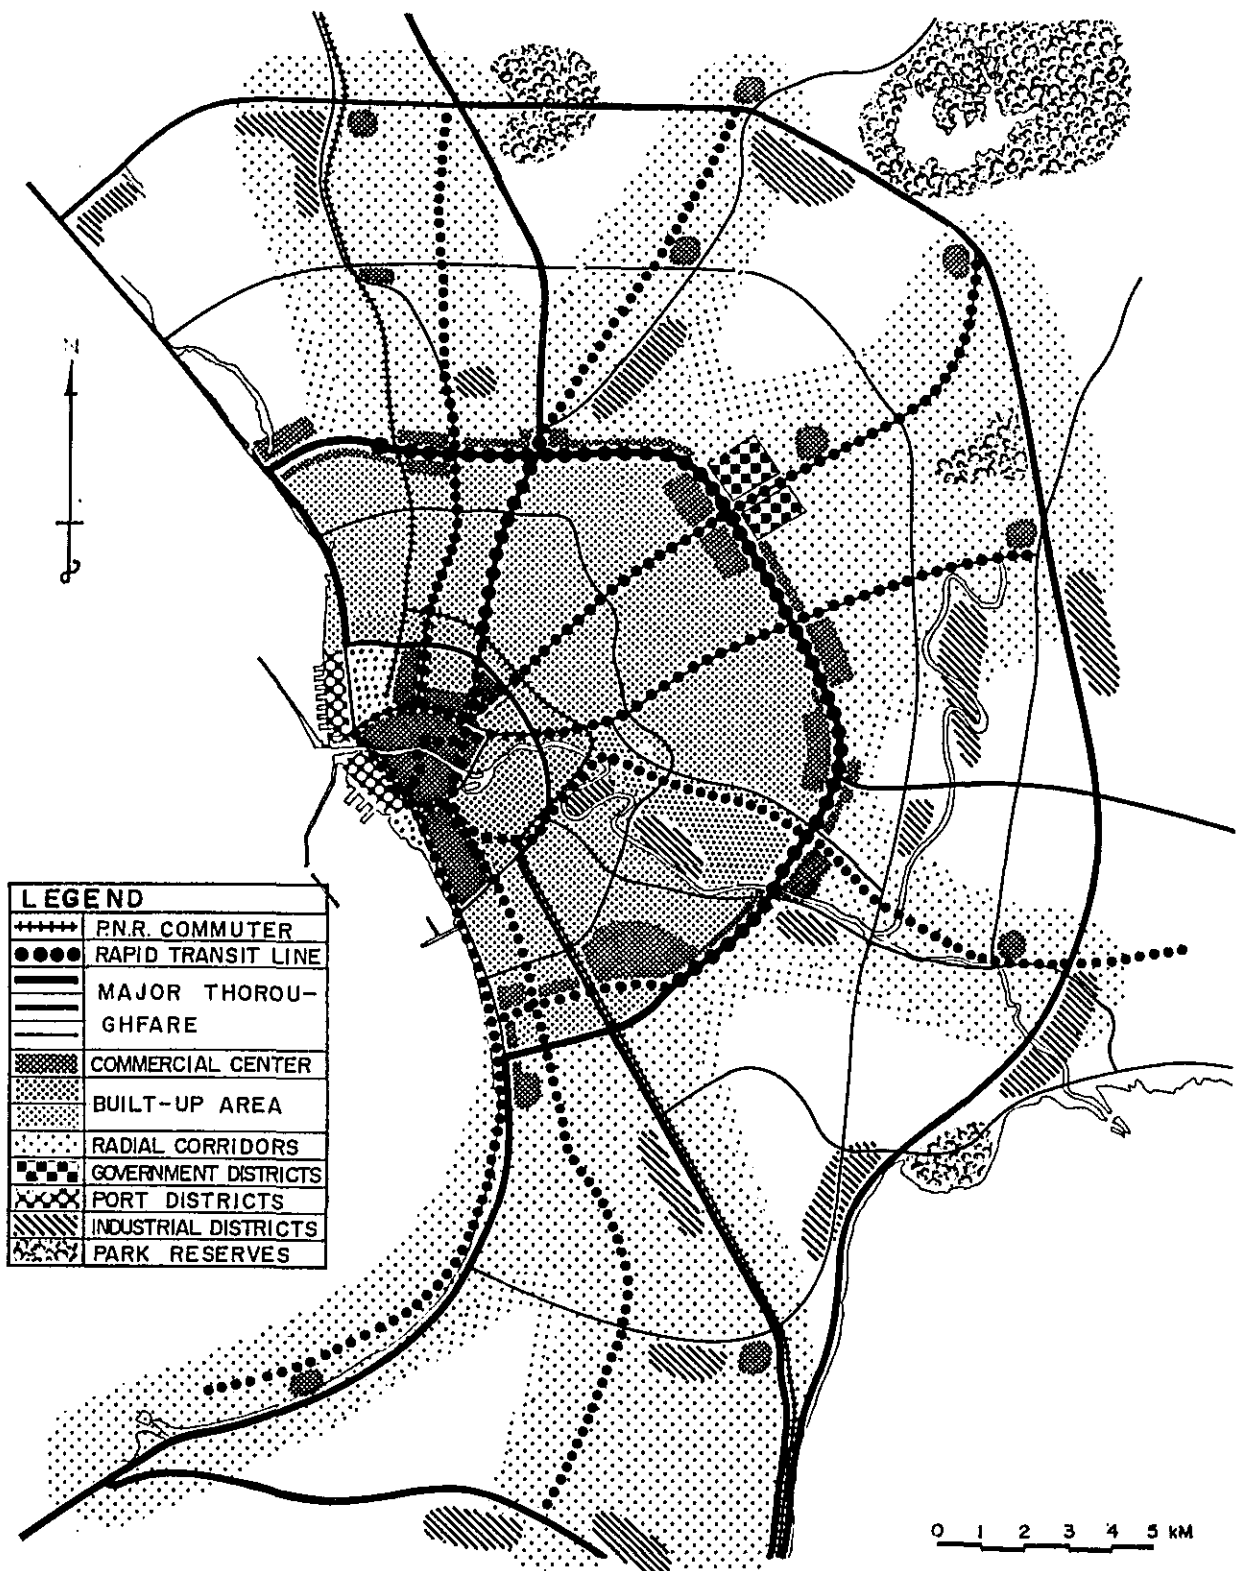 N
LEGEND
P.N.R. COMMUTER
RAPID TRANSIT LINE
MAJOR THOROU-
GHFARE
COMMERCIAL CENTER
BUILT-UP AREA
RADIAL CORRIDORS
GOVERNMENT DISTRICTS
PORT DISTRICTS
INDUSTRIAL DISTRICTS
PARK RESERVES
0 1 2 3 4 5 KM